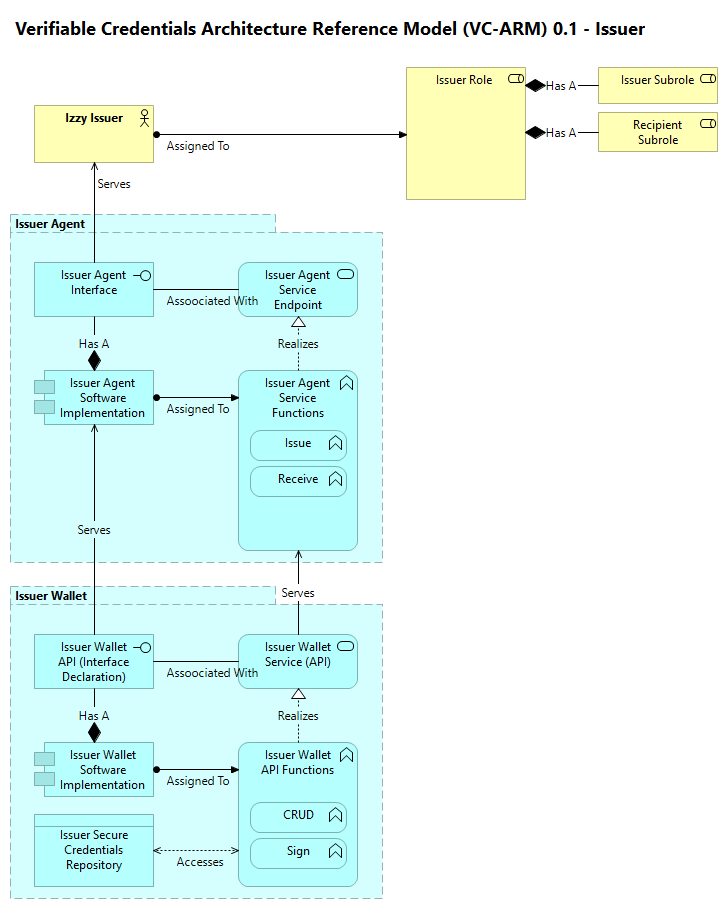 Verifiable Credentials Architecture Reference Model (VC-ARM) 0.1 - Issuer
Issuer Role
Has A
Issuer Subrole
Izzy Issuer
Assigned To
Has A
Recipient
Subrole
Serves
Issuer Agent
Issuer Agent
Interface
Assoociated With
Issuer Agent
Service
Endpoint
Has A
Realizes
Issuer Agent
Software
Implementation
Assigned To
Issuer Agent
Service
Functions
Issue
Receive
Serves
Serves
Issuer Wallet
Issuer Wallet
API (Interface
Declaration)
Assoociated With
Issuer Wallet
Service (API)
Has A
Realizes
Issuer Wallet
Software
Implementation
Assigned To
Issuer Wallet
API Functions
CRUD
Sign
Issuer Secure
Credentials
Repository
Accesses